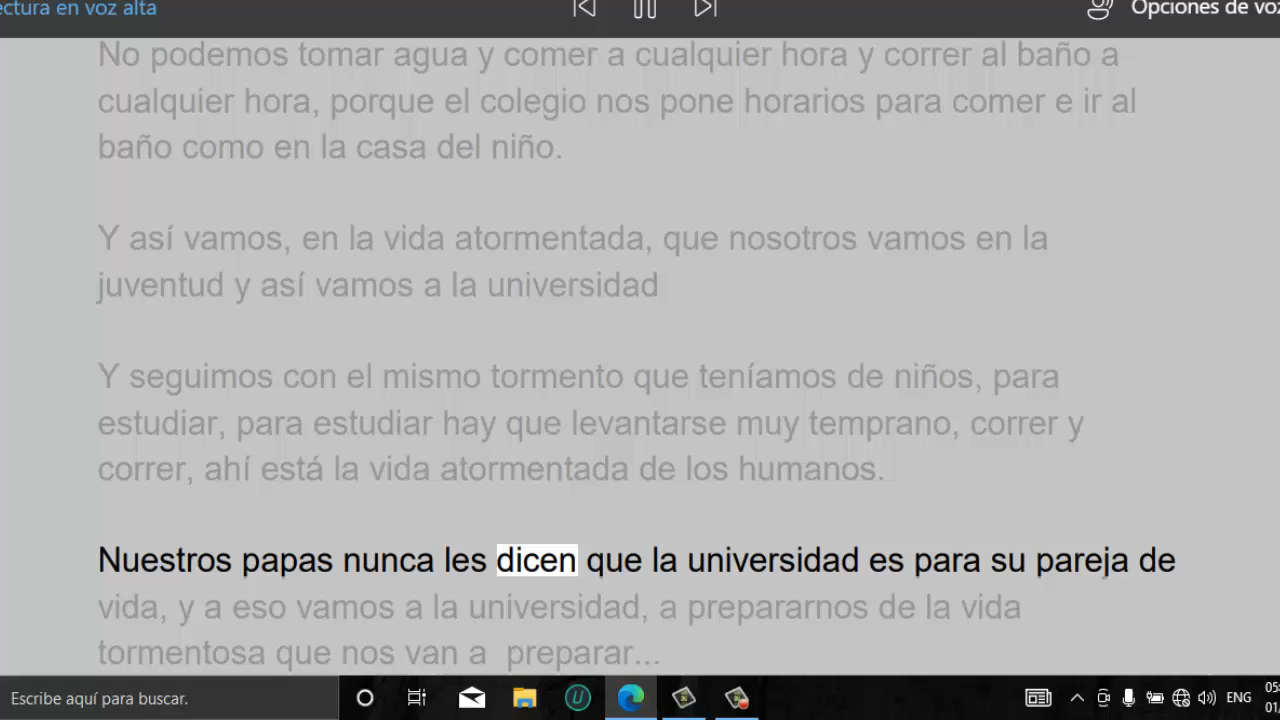 ectura en voz alta
Opciones de voz
No podemos tomar agua y comer a cualquier hora y correr al baño a
cualquier hora, porque el colegio nos pone horarios para comer e ir al
baño como en la casa del niño.
Y así vamos, en la vida atormentada, que nosotros vamos en la
juventud y así vamos a la universidad
Y seguimos con el mismo tormento que teníamos de niños, para
estudiar, para estudiar hay que levantarse muy temprano, correr y
correr, ahí está la vida atormentada de los humanos.
Nuestros papas nunca les dicen que la universidad es para su pareja de
vida, y a eso vamos a la universidad, a prepararnos de la vida
tormentosa que nos van a preparar...
Escribe aquí para buscar.
ENG
05:
01/